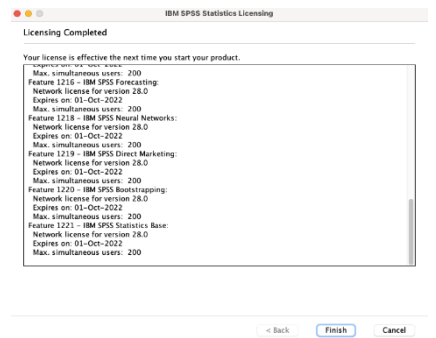 IBM SPSS Statistics Licensing
Licensing Completed
Your license is effective the next time you start your product.
Expires on: 01-Oct-2022
Max. simultaneous users: 200
Feature 1216 - IBM SPSS Forecasting:
Network license for version 28.0
Expires on: 01-Oct-2022
Max. simultaneous users: 200
Feature 1218 - IBM SPSS Neural Networks:
Network license for version 28.0
Expires on: 01-Oct-2022
Max. simultaneous users: 200
Feature 1219 - IBM SPSS Direct Marketing:
Network license for version 28.0
Expires on: 01-Oct-2022
Max. simultaneous users: 200
Feature 1220 - IBM SPSS Bootstrapping:
Network license for version 28.0
Expires on: 01-Oct-2022
Max. simultaneous users: 200
Feature 1221 - IBM SPSS Statistics Base:
Network license for version 28.0
Expires on: 01-Oct-2022
Max. simultaneous users: 200
< Back Finish Cancel